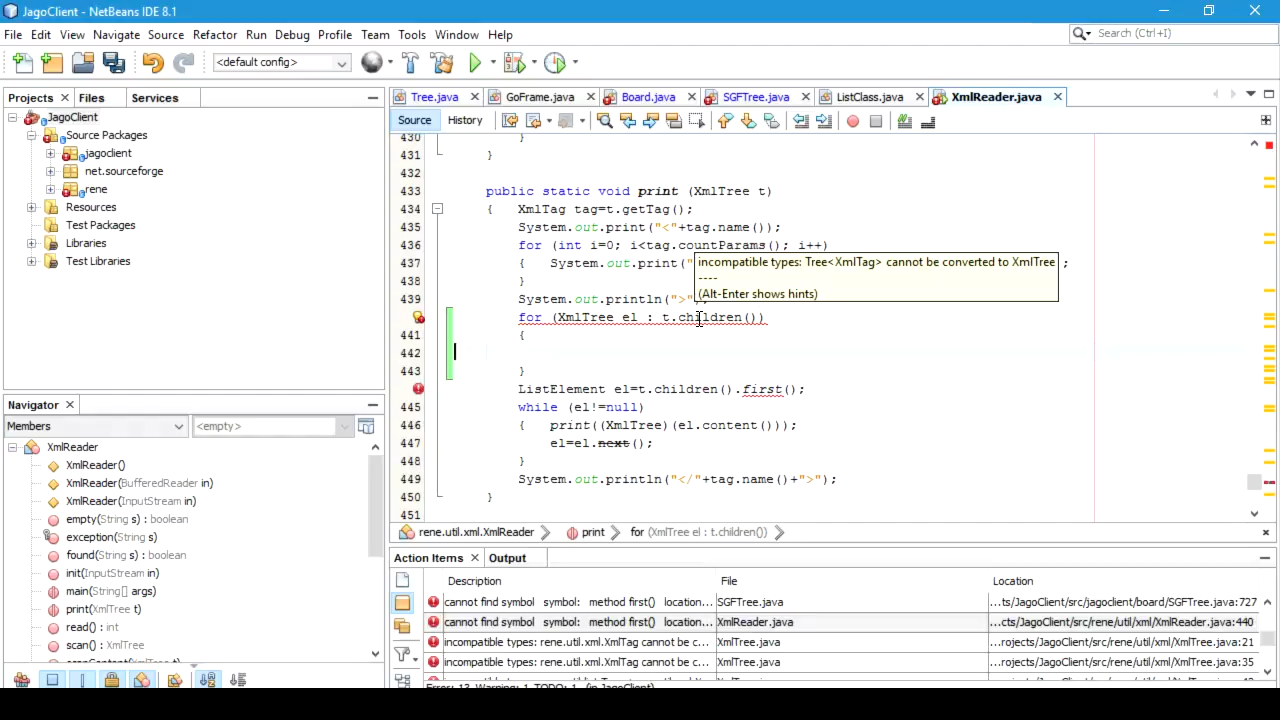 JagoClient - NetBeans IDE 8.1
File Edit View Navigate Source Refactor Run Debug Profile Team Tools Window Help
Search (Ctrl+I)
<default config>
Projects Files Services
JagoClient
Source Packages
jagoclient
net.sourceforge
rene
Resources
Test Packages
Libraries
Test Libraries
Navigator
Members <empty>
XmlReader
XmlReader()
XmlReader(BufferedReader in)
XmlReader(InputStream in)
empty(String s) : boolean
exception(String s)
found(String s) : boolean
init(InputStream in)
main(String[] args)
print(XmlTree t)
read() : int
scan() : XmlTree
scanContent(XmlTree t)
Tree.java GoFrame.java Board.java SGFTree.java ListClass.java XmlReader.java
Source History
430 }
431 }
432
433 public static void print (XmlTree t)
434 { XmlTag tag=t.getTag();
435 System.out.print("<"+tag.name());
436 for (int i=0; i<tag.countParams(); i++)
437 { System.out.print(" ;
incompatible types: Tree<XmlTag> cannot be converted to XmlTree
----
(Alt-Enter shows hints)
438 }
439 System.out.println(">"
for (XmlTree el : t.children())
441 {
442
443 }
ListElement el=t.children().first();
445 while (el!=null)
446 { print((XmlTree)(el.content()));
447 el=el.next();
448 }
449 System.out.println("</"+tag.name()+">");
450 }
451
rene.util.xml.XmlReader print for (XmlTree el : t.children())
Action Items Output
Description File Location
cannot find symbol symbol: method first() location... SGFTree.java ...ts/JagoClient/src/jagoclient/board/SGFTree.java:727
cannot find symbol symbol: method first() location... XmlReader.java ...cts/JagoClient/src/rene/util/xml/XmlReader.java:440
incompatible types: rene.util.xml.XmlTag cannot be c... XmlTree.java ...rojects/JagoClient/src/rene/util/xml/XmlTree.java:21
incompatible types: rene.util.xml.XmlTag cannot be c... XmlTree.java ...rojects/JagoClient/src/rene/util/xml/XmlTree.java:35